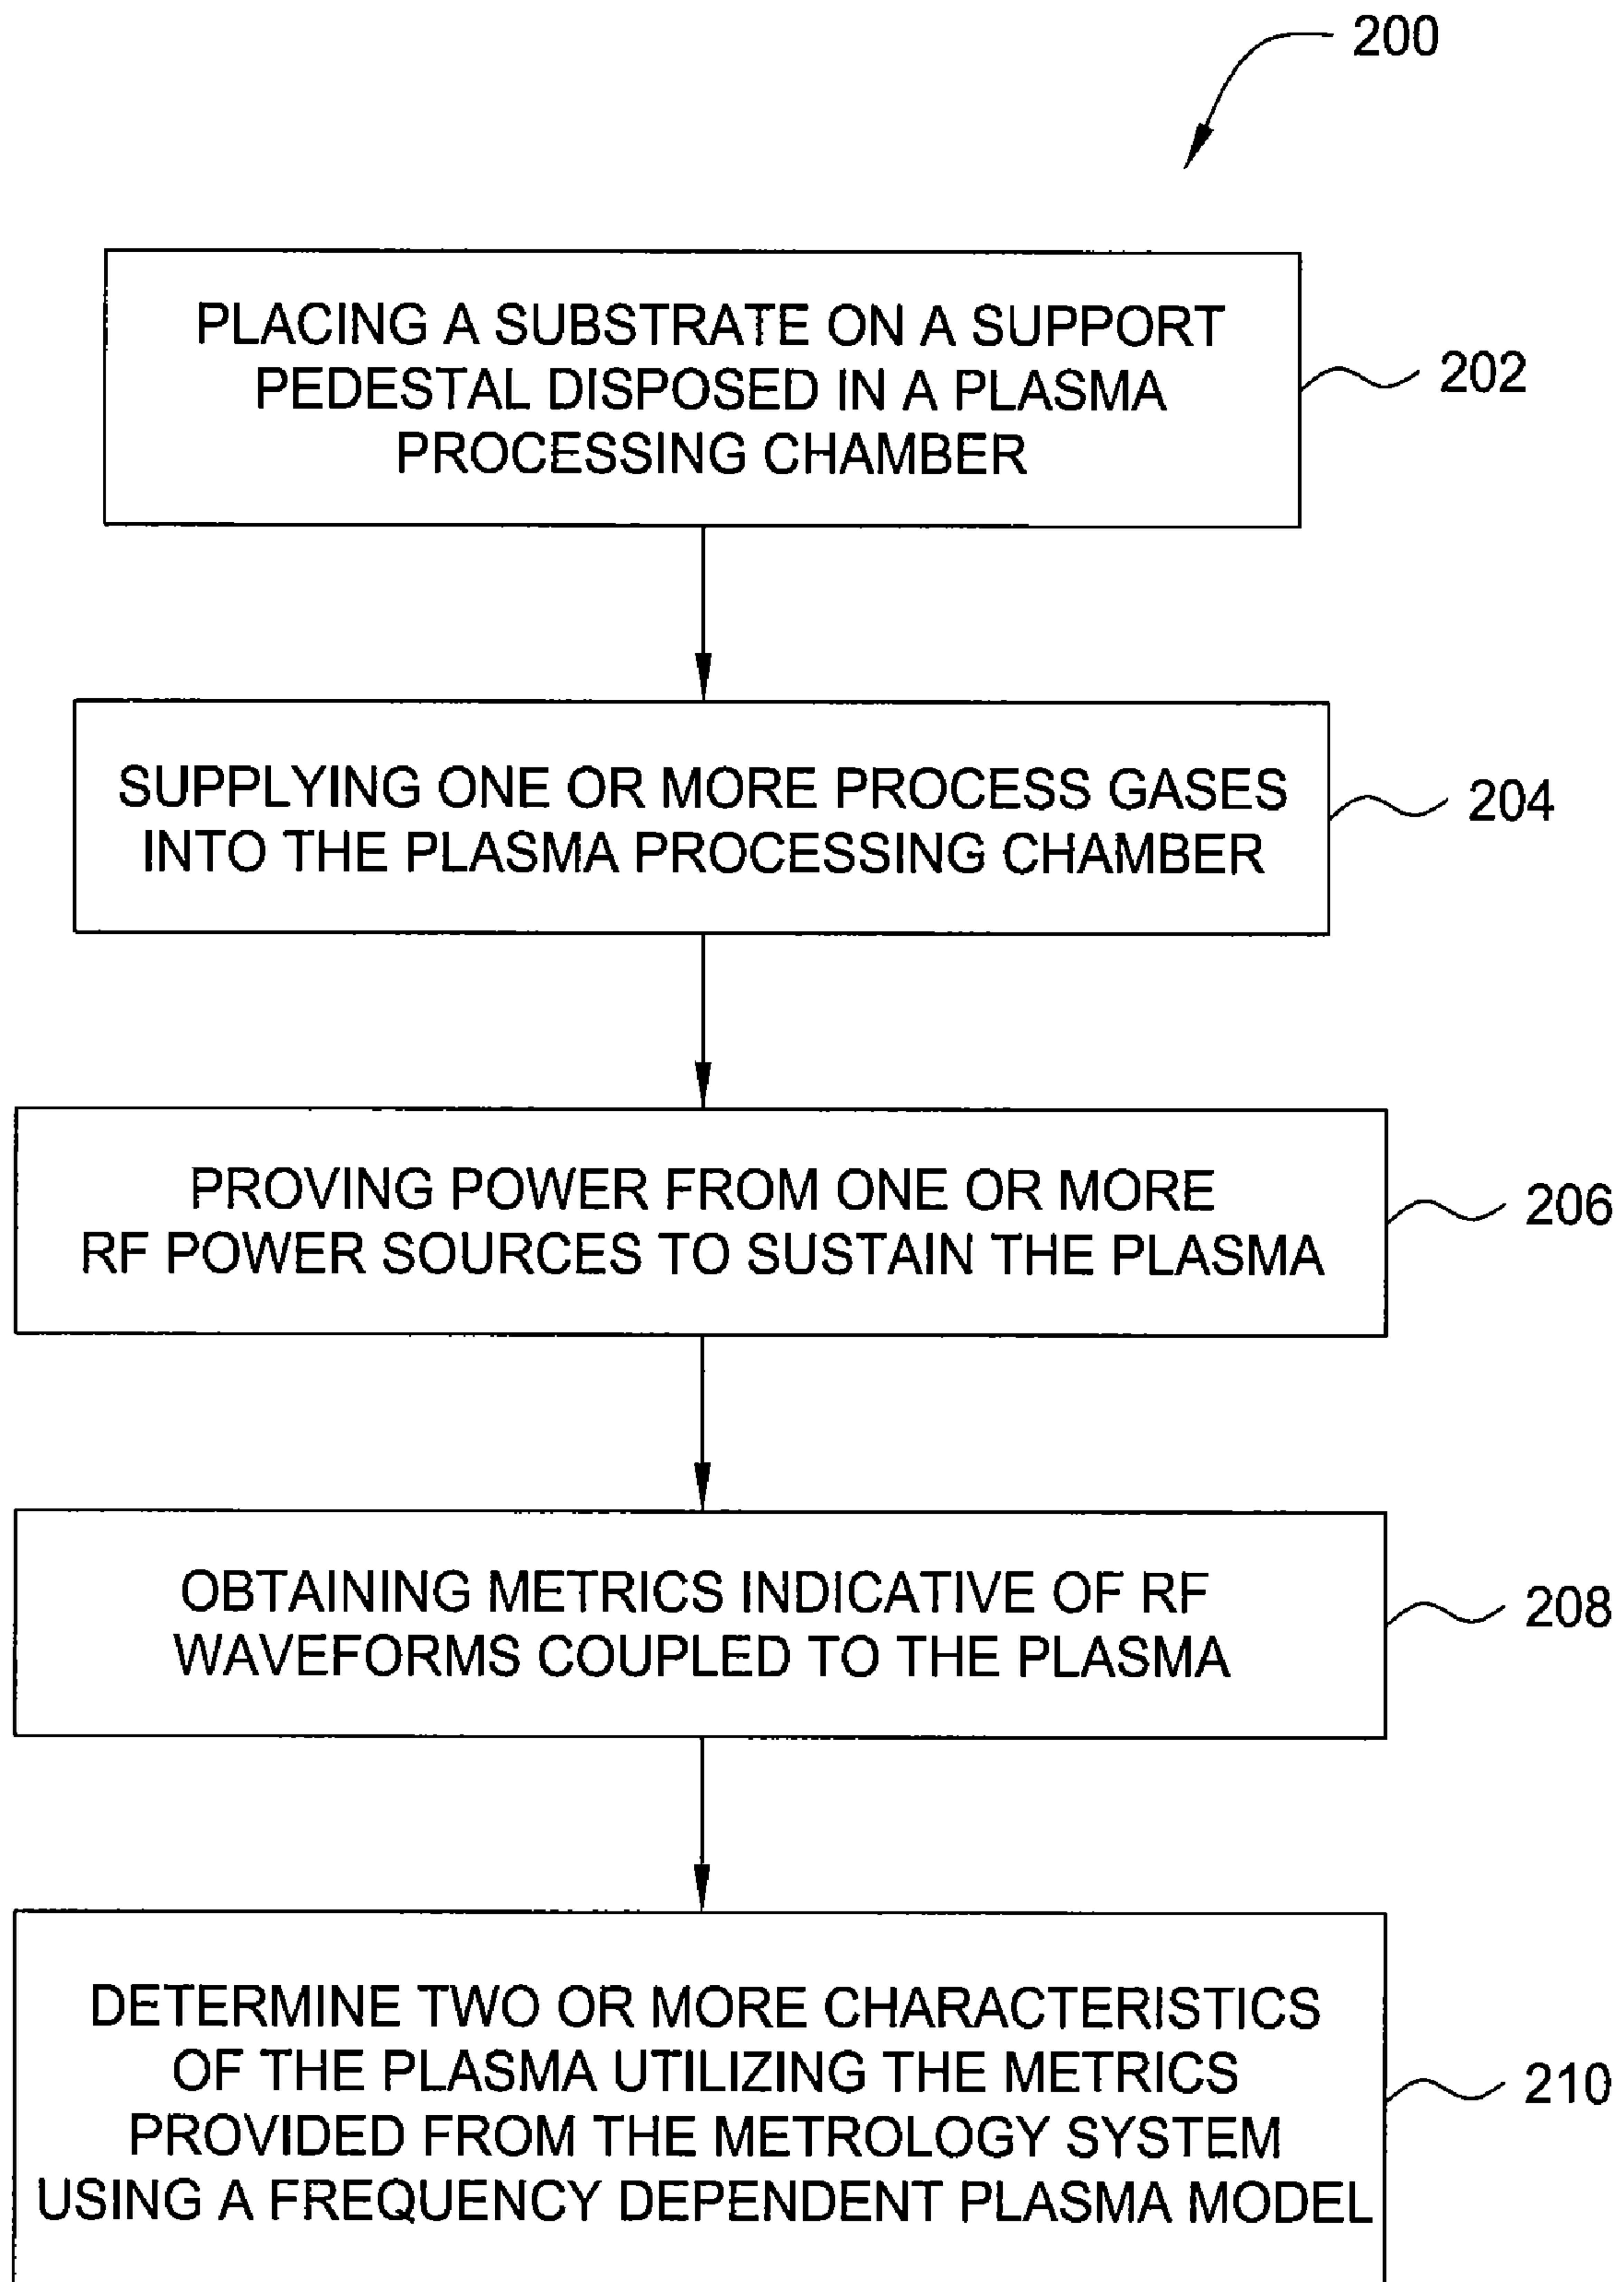 200
PLACING A SUBSTRATE ON A SUPPORT
PEDESTAL DISPOSED IN A PLASMA
PROCESSING CHAMBER
202
SUPPLYING ONE OR MORE PROCESS GASES
INTO THE PLASMA PROCESSING CHAMBER
204
PROVING POWER FROM ONE OR MORE
RF POWER SOURCES TO SUSTAIN THE PLASMA
206
OBTAINING METRICS INDICATIVE OF RF
WAVEFORMS COUPLED TO THE PLASMA
208
DETERMINE TWO OR MORE CHARACTERISTICS
OF THE PLASMA UTILIZING THE METRICS
PROVIDED FROM THE METROLOGY SYSTEM
USING A FREQUENCY DEPENDENT PLASMA MODEL
210